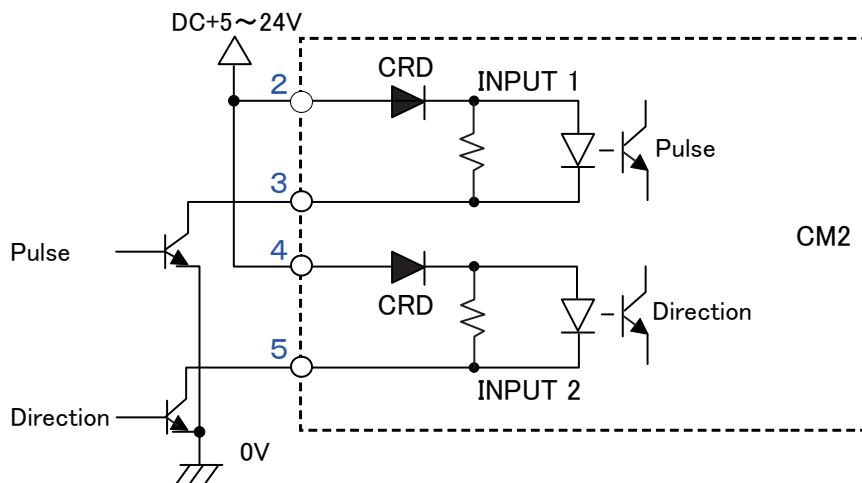 DC+5～24V
2
CRD
INPUT 1
Pulse
3
CM2
Pulse
4
CRD
Direction
5
INPUT 2
Direction
0V